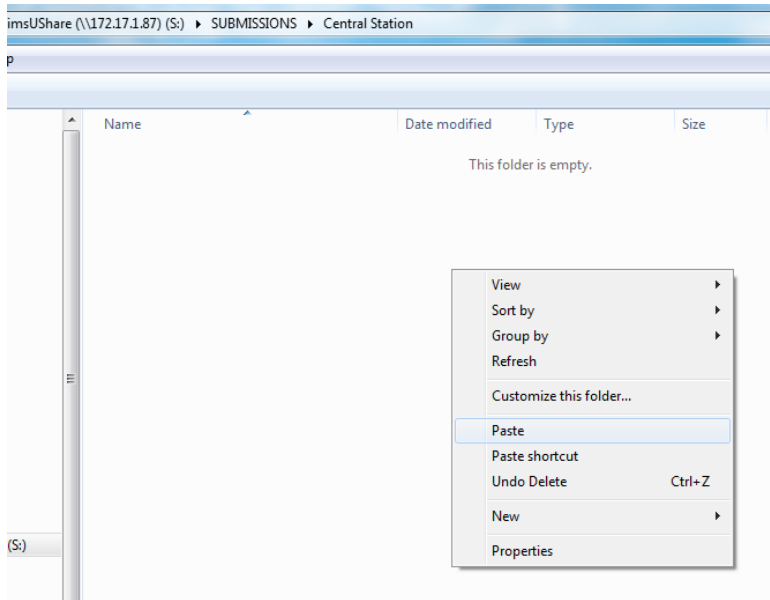 imsUShare (\\172.17.1.87) (S:) ▸ SUBMISSIONS ▸ Central Station
p
Name Date modified Type Size
This folder is empty.
View
Sort by
Group by
Refresh
Customize this folder...
Paste
Paste shortcut
Undo Delete Ctrl+Z
New
(S:)
Properties